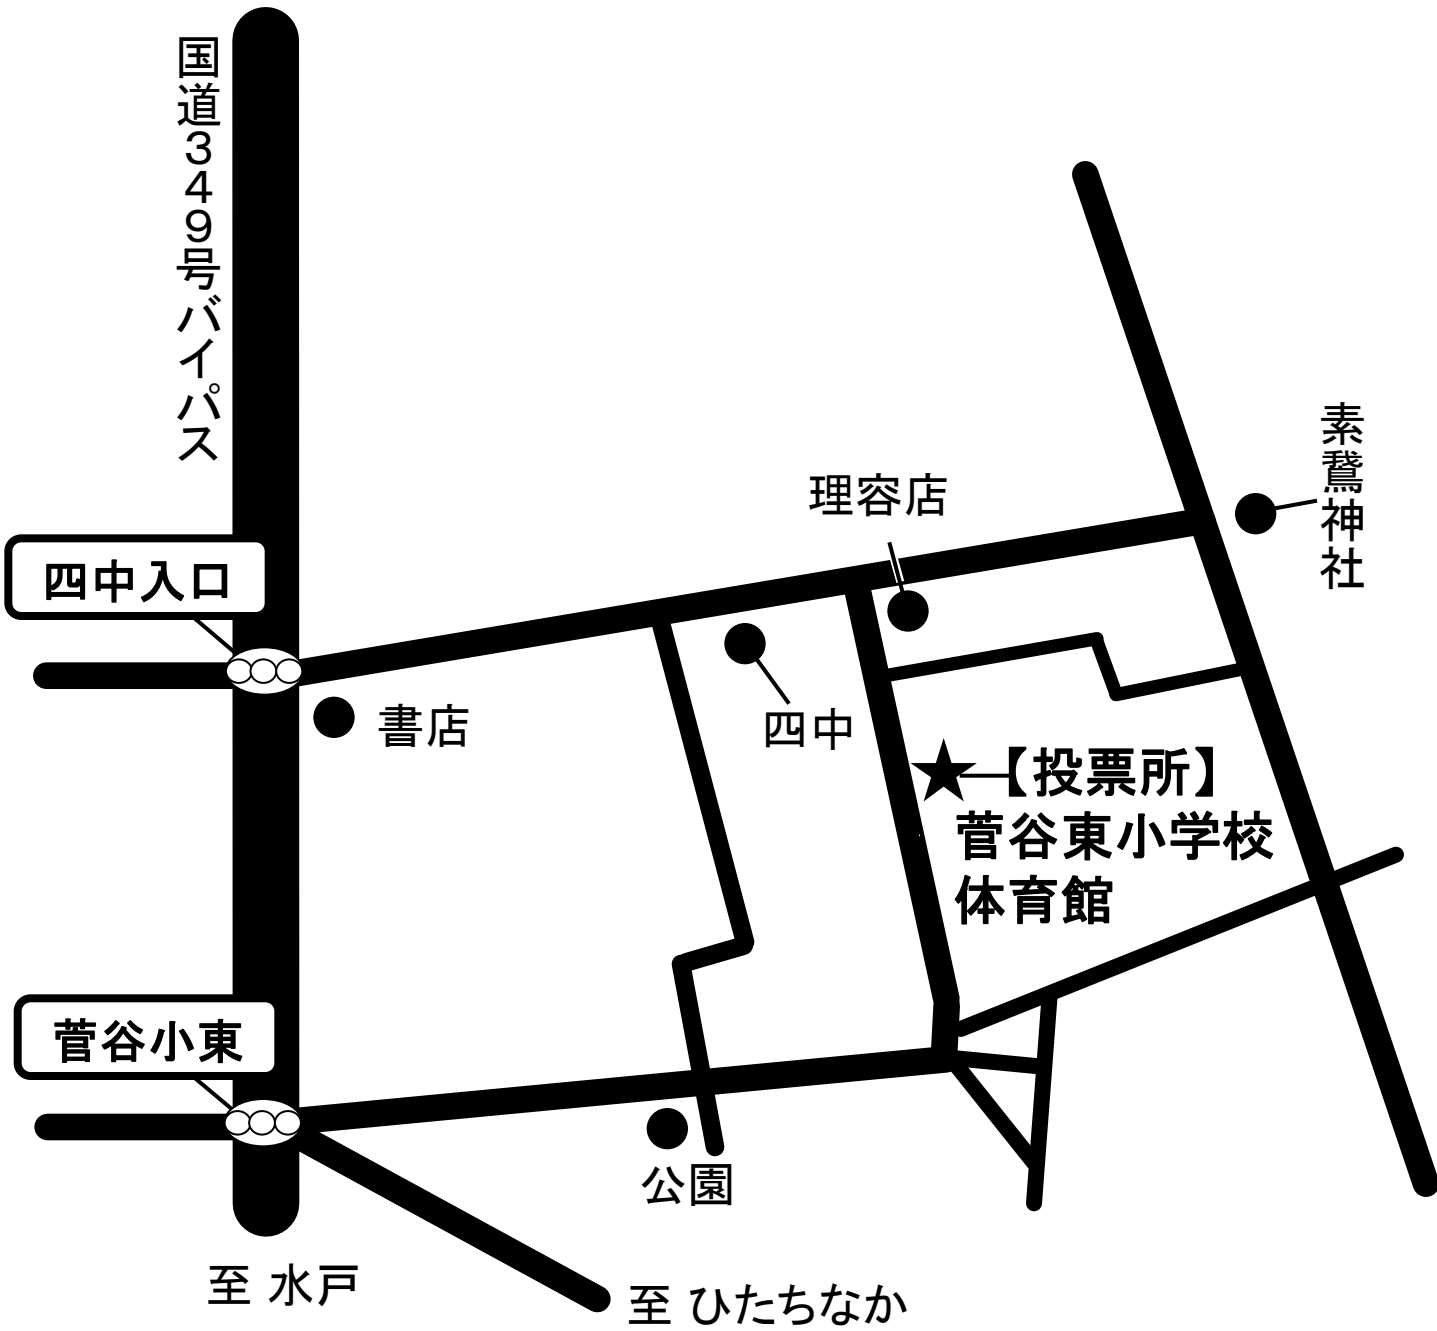 国道３４９号バイパス
素鵞神社
理容店
四中入口
書店
四中
【投票所】
菅谷東小学校
体育館
菅谷小東
公園
至 水戸
至 ひたちなか